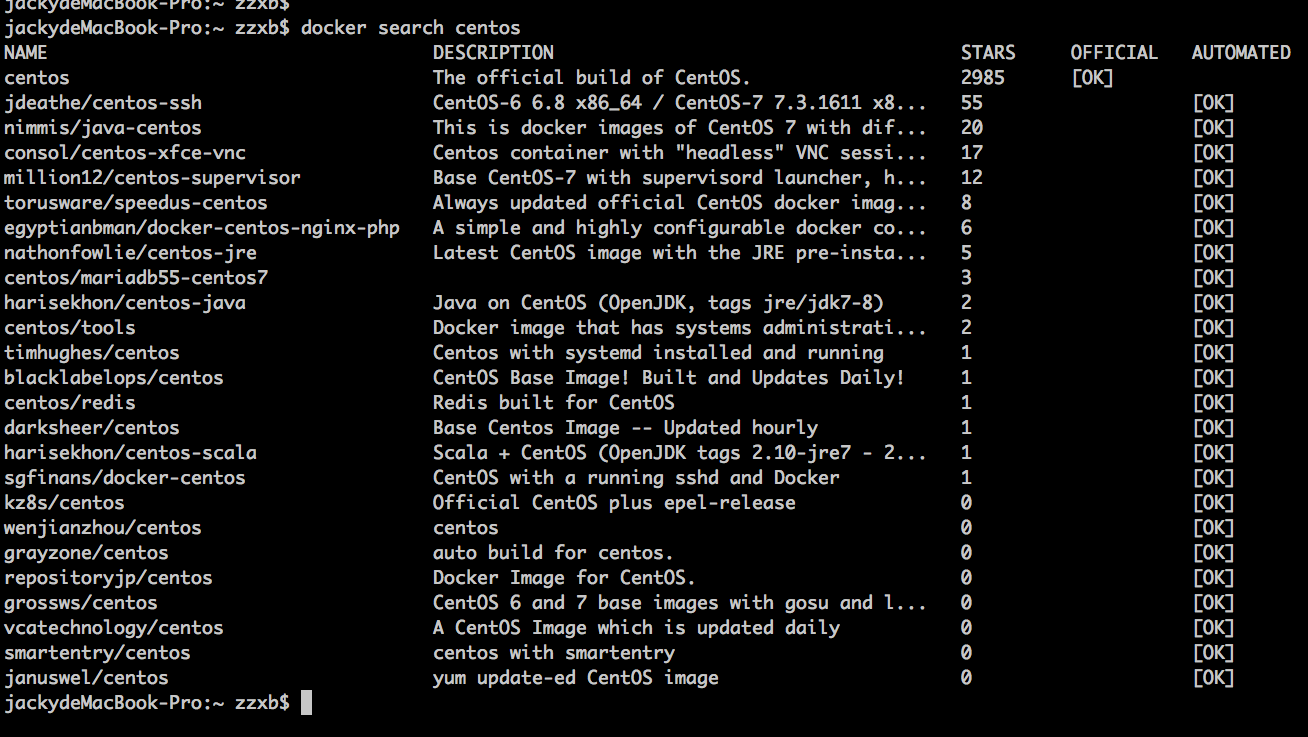 jackydeMacBook-Pro:~ zzxb$
jackydeMacBook-Pro:~ zzxb$ docker search centos
NAME DESCRIPTION STARS OFFICIAL AUTOMATED
centos The official build of CentOS. 2985 [OK]
jdeathe/centos-ssh CentOS-6 6.8 x86_64 / CentOS-7 7.3.1611 x8... 55 [OK]
nimmis/java-centos This is docker images of CentOS 7 with dif... 20 [OK]
consol/centos-xfce-vnc Centos container with "headless" VNC sessi... 17 [OK]
million12/centos-supervisor Base CentOS-7 with supervisord launcher, h... 12 [OK]
torusware/speedus-centos Always updated official CentOS docker imag... 8 [OK]
egyptianbman/docker-centos-nginx-php A simple and highly configurable docker co... 6 [OK]
nathonfowlie/centos-jre Latest CentOS image with the JRE pre-insta... 5 [OK]
centos/mariadb55-centos7 3 [OK]
harisekhon/centos-java Java on CentOS (OpenJDK, tags jre/jdk7-8) 2 [OK]
centos/tools Docker image that has systems administrati... 2 [OK]
timhughes/centos Centos with systemd installed and running 1 [OK]
blacklabelops/centos CentOS Base Image! Built and Updates Daily! 1 [OK]
centos/redis Redis built for CentOS 1 [OK]
darksheer/centos Base Centos Image -- Updated hourly 1 [OK]
harisekhon/centos-scala Scala + CentOS (OpenJDK tags 2.10-jre7 - 2... 1 [OK]
sgfinans/docker-centos CentOS with a running sshd and Docker 1 [OK]
kz8s/centos Official CentOS plus epel-release 0 [OK]
wenjianzhou/centos centos 0 [OK]
grayzone/centos auto build for centos. 0 [OK]
repositoryjp/centos Docker Image for CentOS. 0 [OK]
grossws/centos CentOS 6 and 7 base images with gosu and l... 0 [OK]
vcatechnology/centos A CentOS Image which is updated daily 0 [OK]
smartentry/centos centos with smartentry 0 [OK]
januswel/centos yum update-ed CentOS image 0 [OK]
jackydeMacBook-Pro:~ zzxb$